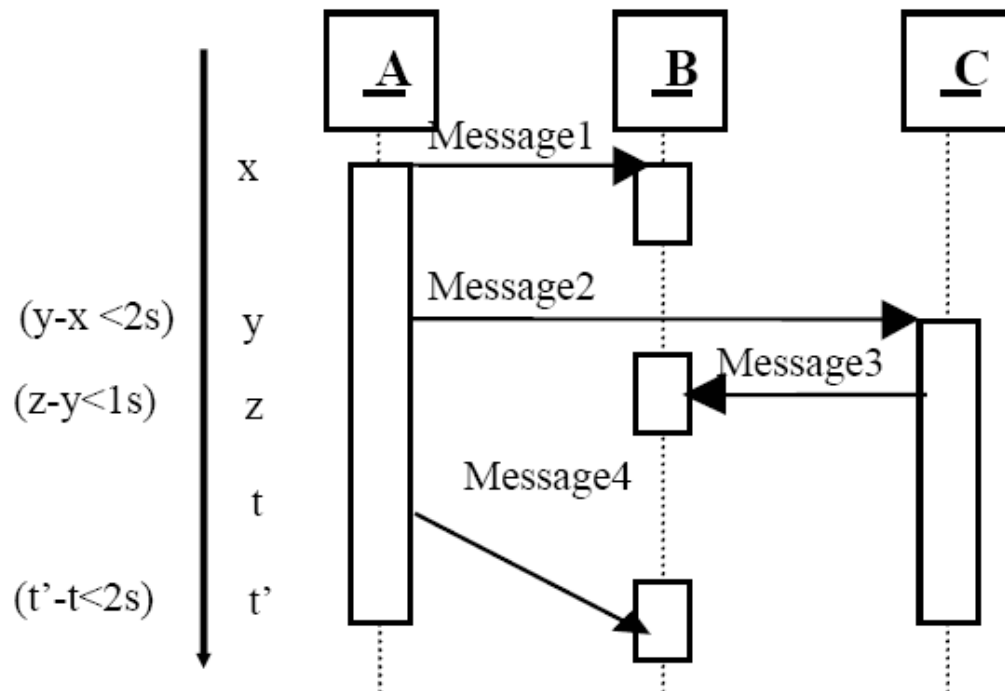 A
B
C
Message1
x
Message2
(y-x <2s)
y
Message3
(z-y<1s)
z
Message4
t
(t’-t<2s)
t’